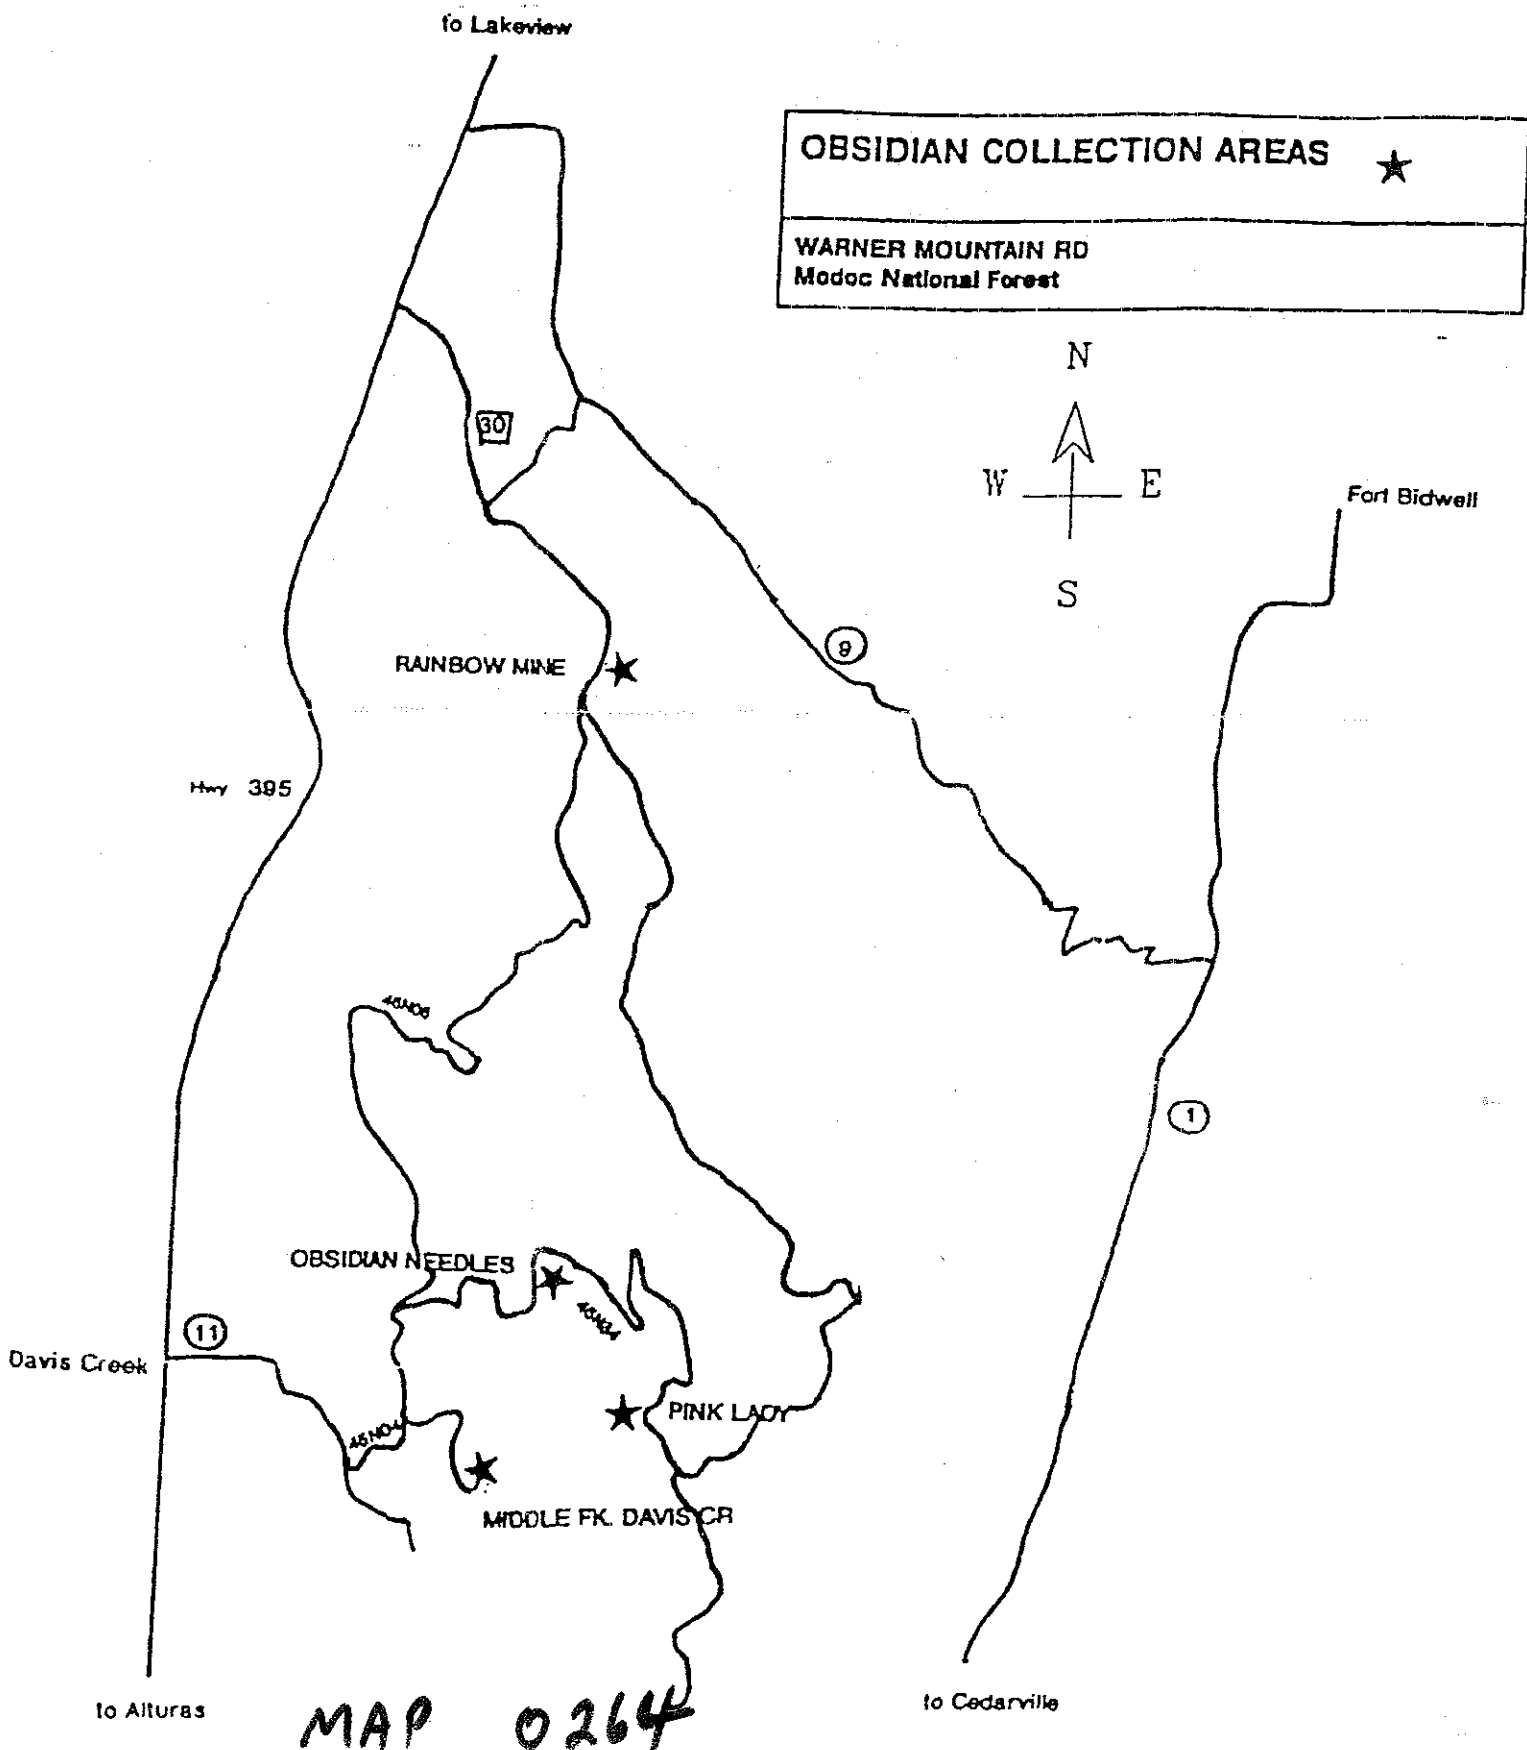 to Lakeview
OBSIDIAN COLLECTION AREAS
WARNER MOUNTAIN RD
Modoc National Forest
N
30
W E
Fort Bidwell
S
9
RAINBOW MINE
Hwy 395
1
OBSIDIAN NEEDLES
11
Davis Creek
PINK LADY
45N04
MIDDLE FK. DAVIS CR
to Alturas
to Cedarville
MAP 0264